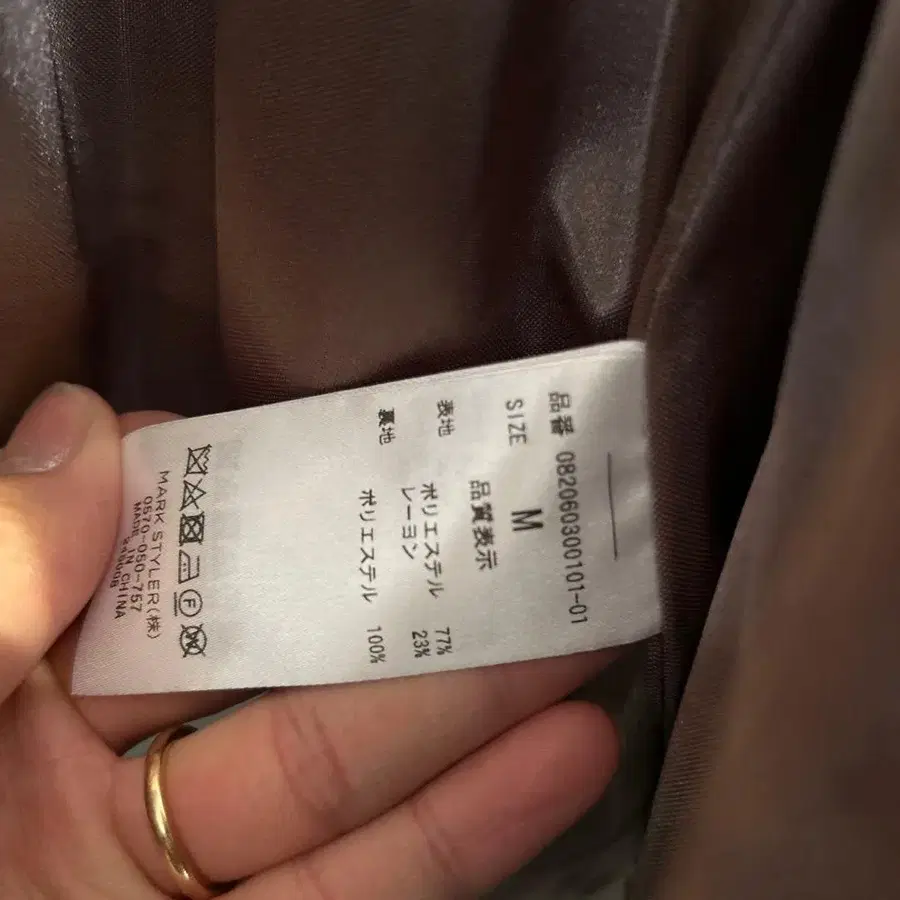 品番 082060300101-01
SIZE M
品質表示
表地 ポリエステル 77%
レーヨン 23%
裏地 ポリエステル 100%
F
MARK STYLER(株)
0570-050-757
MADE IN CHINA